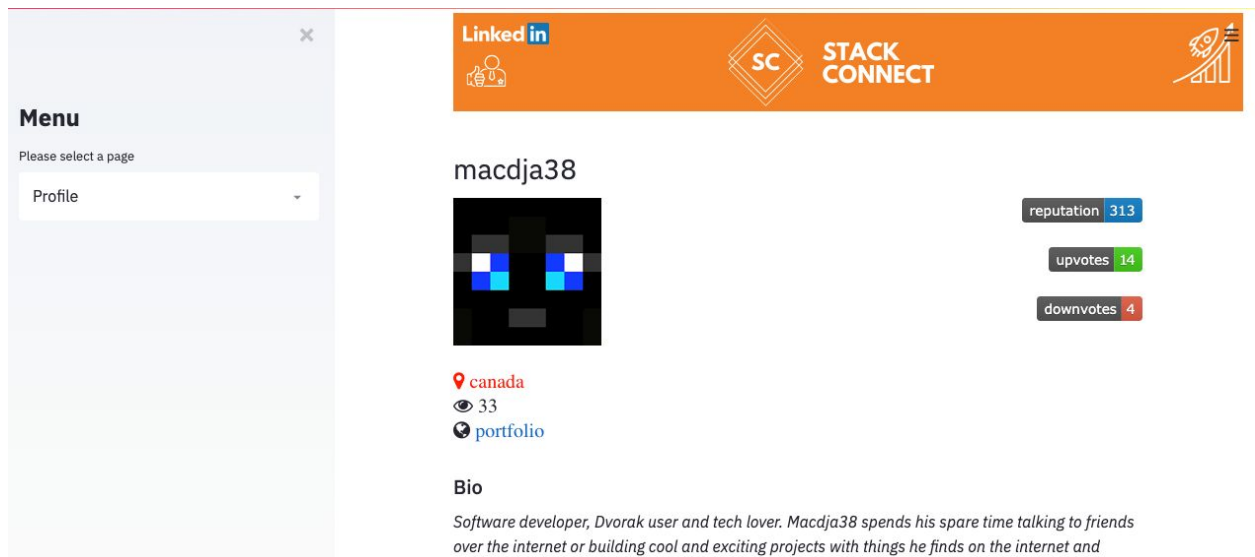 Menu
Please select a page
Profile
Linked in
SC
STACK
CONNECT
macdja38
reputation 313
upvotes 14
downvotes 4
canada
33
portfolio
Bio
Software developer, Dvorak user and tech lover. Macdja38 spends his spare time talking to friends
over the internet or building cool and exciting projects with things he finds on the internet and